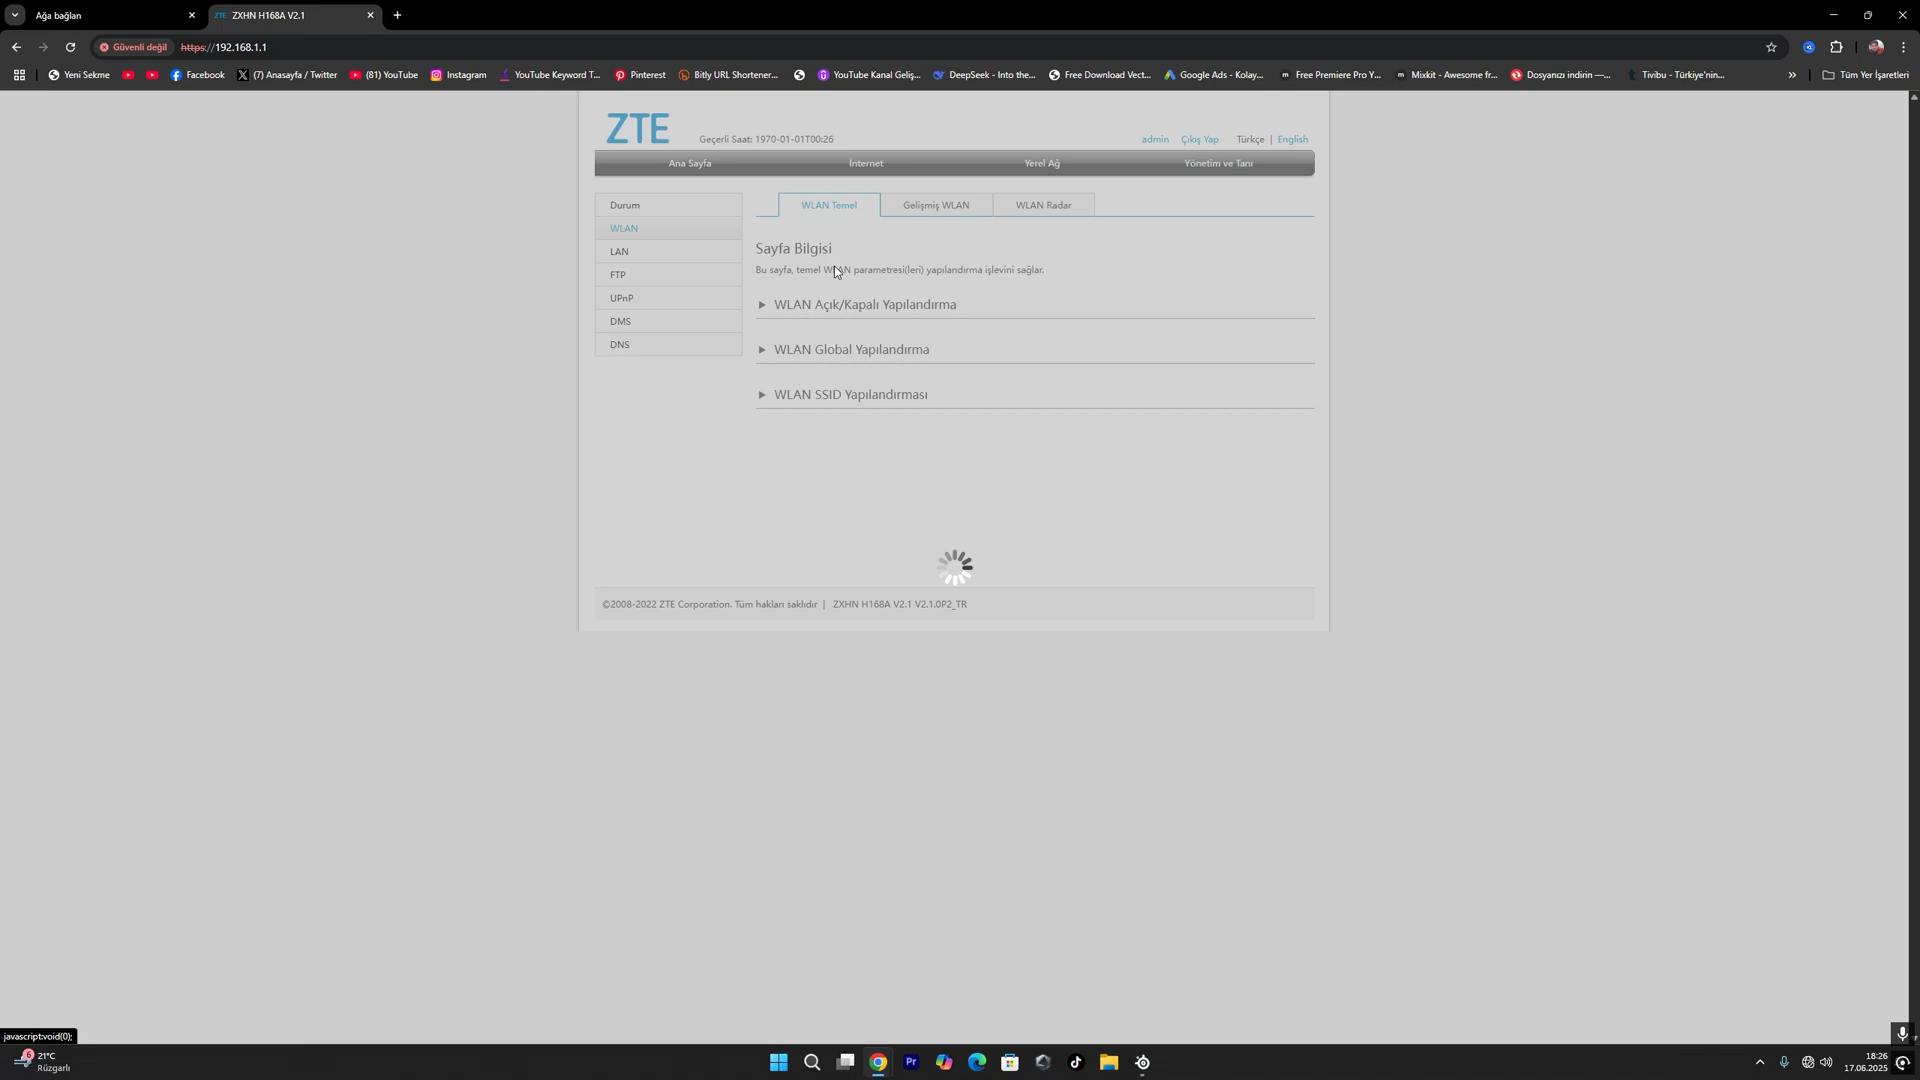 Ağa bağlan
ZTE ZXHN H168A V2.1
Güvenli değil
https://192.168.1.1
Yeni Sekme
Facebook
(7) Anasayfa / Twitter
(81) YouTube
Instagram
YouTube Keyword T...
Pinterest
Bitly URL Shortener...
YouTube Kanal Geliş...
DeepSeek - Into the...
Free Download Vect...
Google Ads - Kolay...
Free Premiere Pro Y...
Mixkit - Awesome fr...
Dosyanızı indirin —...
Tivibu - Türkiye'nin...
Tüm Yer İşaretleri
ZTE
Geçerli Saat: 1970-01-01T00:26
admin Çıkış Yap Türkçe | English
Ana Sayfa İnternet Yerel Ağ Yönetim ve Tanı
Durum
WLAN
LAN
FTP
UPnP
DMS
DNS
WLAN Temel Gelişmiş WLAN WLAN Radar
Sayfa Bilgisi
Bu sayfa, temel WLAN parametresi(leri) yapılandırma işlevini sağlar.
WLAN Açık/Kapalı Yapılandırma
WLAN Global Yapılandırma
WLAN SSID Yapılandırması
©2008-2022 ZTE Corporation. Tüm hakları saklıdır | ZXHN H168A V2.1 V2.1.0P2_TR
javascript:void(0);
6
21°C
Rüzgarlı
Pr
18:26
17.06.2025